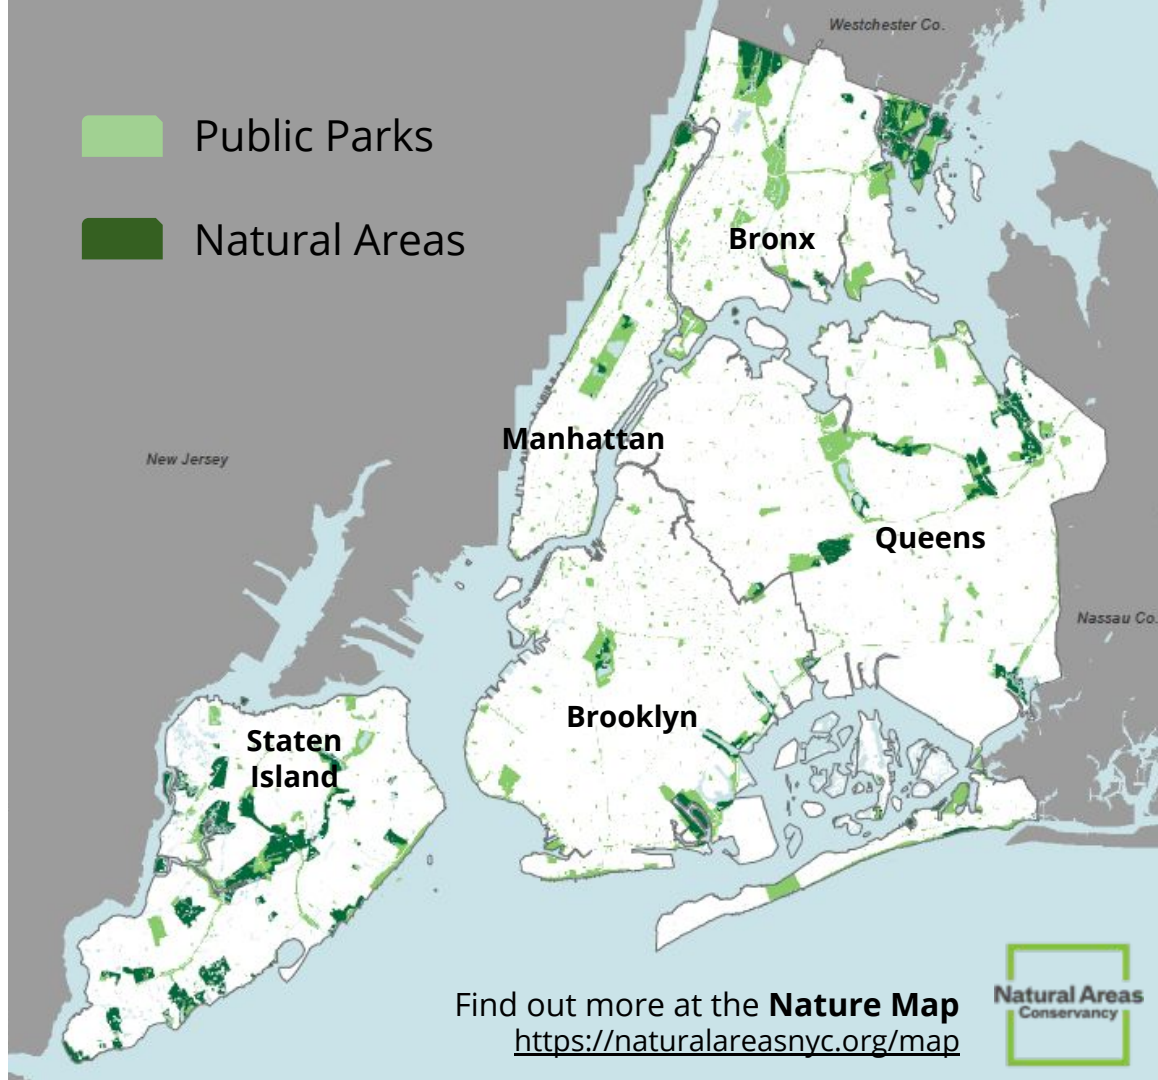 Westchester Co.
Public Parks
Natural Areas
Bronx
Manhattan
New Jersey
Queens
Nassau Co.
Brooklyn
Staten
Island
Find out more at the Nature Map
https://naturalareasnyc.org/map
Natural Areas
Conservancy